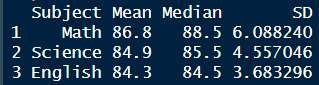 Subject Mean Median SD
1 Math 86.8 88.5 6.088240
2 Science 84.9 85.5 4.557046
3 English 84.3 84.5 3.683296